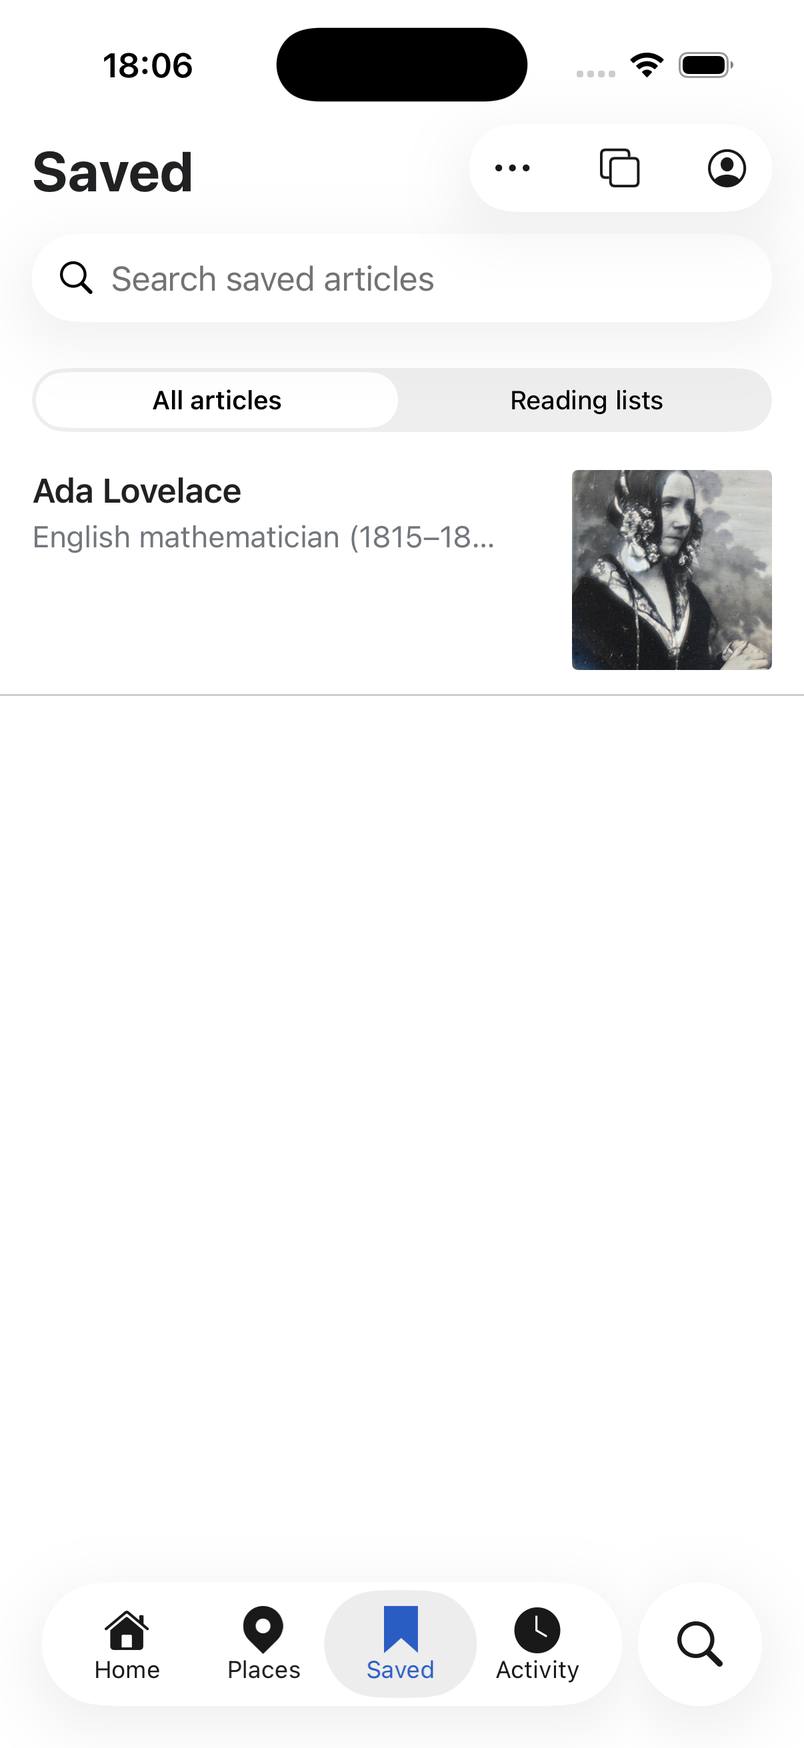 18:06
Saved
Search saved articles
All articles
Reading lists
Ada Lovelace
English mathematician (1815–18...
Home
Places
Saved
Activity